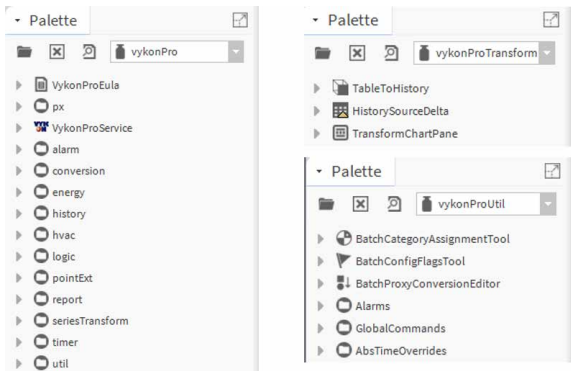 Palette
vykonPro
VykonProEula
px
VykonProService
alarm
conversion
energy
history
hvac
logic
pointExt
report
seriesTransform
timer
util
Palette
vykonProTransform
TableToHistory
HistorySourceDelta
TransformChartPane
Palette
vykonProUtil
BatchCategoryAssignmentTool
BatchConfigFlagsTool
BatchProxyConversionEditor
Alarms
GlobalCommands
AbsTimeOverrides